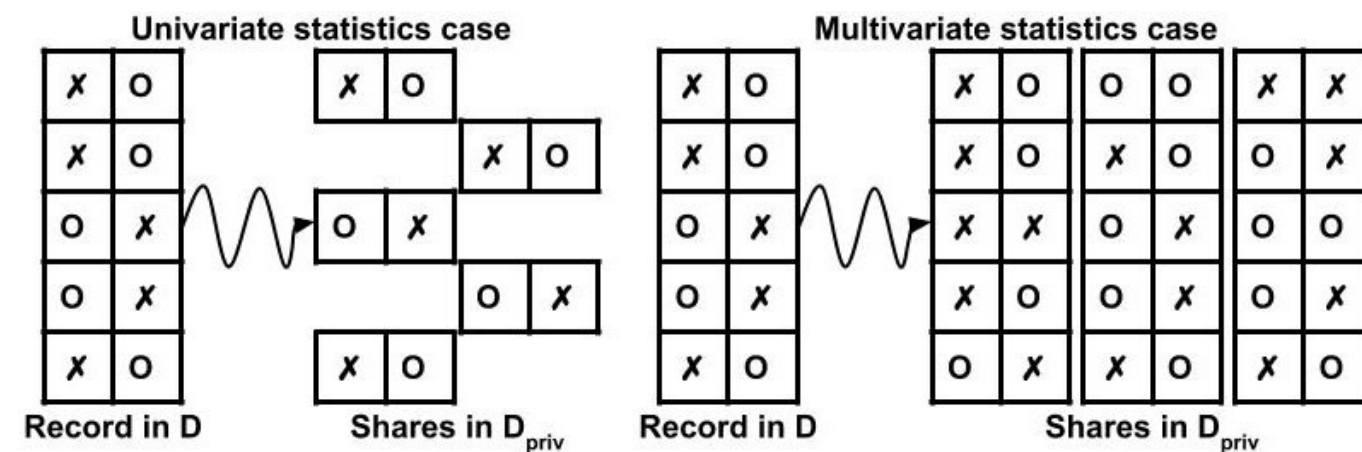 Univariate statistics case
✗ O ✗ O
✗ O ✗ O
O ✗ O ✗
O ✗ O ✗
✗ O ✗ O
Record in D Shares in D_priv
Multivariate statistics case
✗ O ✗ O O O ✗ ✗
✗ O ✗ O ✗ O O ✗
O ✗ ✗ ✗ O ✗ O O
O ✗ ✗ O O ✗ O ✗
✗ O O ✗ ✗ O ✗ O
Record in D Shares in D_priv